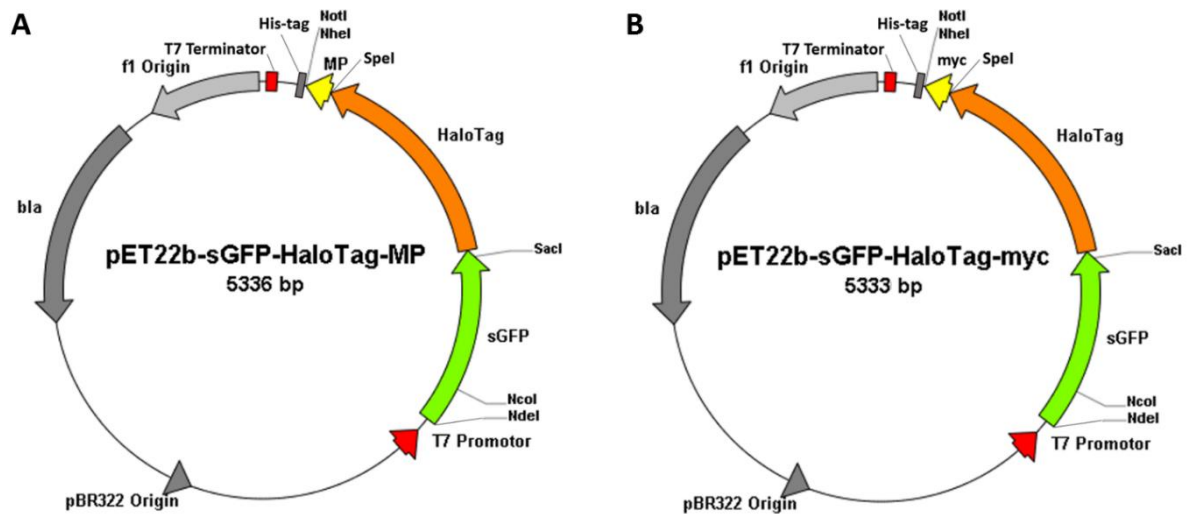 A
His-tag
NotI
NheI
T7 Terminator
MP
SpeI
f1 Origin
HaloTag
bla
pET22b-sGFP-HaloTag-MP
5336 bp
SacI
sGFP
NcoI
NdeI
T7 Promotor
pBR322 Origin
B
His-tag
NotI
NheI
T7 Terminator
myc
SpeI
f1 Origin
HaloTag
bla
pET22b-sGFP-HaloTag-myc
5333 bp
SacI
sGFP
NcoI
NdeI
T7 Promotor
pBR322 Origin